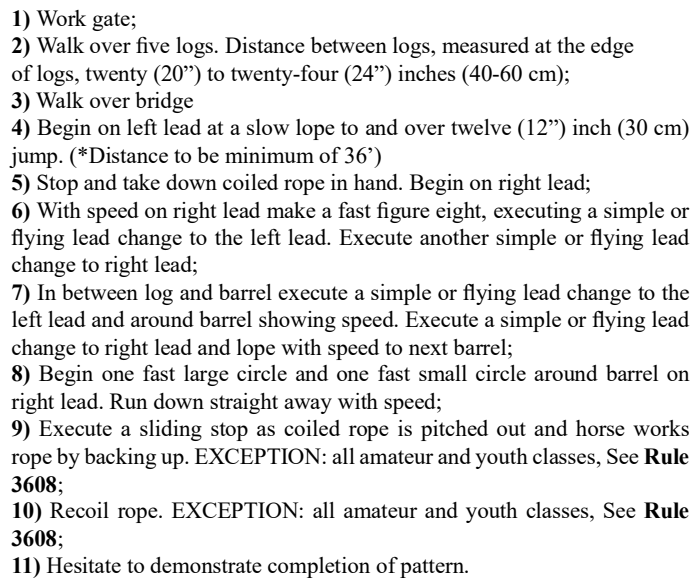 1) Work gate;
2) Walk over five logs. Distance between logs, measured at the edge
of logs, twenty (20”) to twenty-four (24”) inches (40-60 cm);
3) Walk over bridge
4) Begin on left lead at a slow lope to and over twelve (12”) inch (30 cm)
jump. (*Distance to be minimum of 36’)
5) Stop and take down coiled rope in hand. Begin on right lead;
6) With speed on right lead make a fast figure eight, executing a simple or
flying lead change to the left lead. Execute another simple or flying lead
change to right lead;
7) In between log and barrel execute a simple or flying lead change to the
left lead and around barrel showing speed. Execute a simple or flying lead
change to right lead and lope with speed to next barrel;
8) Begin one fast large circle and one fast small circle around barrel on
right lead. Run down straight away with speed;
9) Execute a sliding stop as coiled rope is pitched out and horse works
rope by backing up. EXCEPTION: all amateur and youth classes, See Rule
3608;
10) Recoil rope. EXCEPTION: all amateur and youth classes, See Rule
3608;
11) Hesitate to demonstrate completion of pattern.